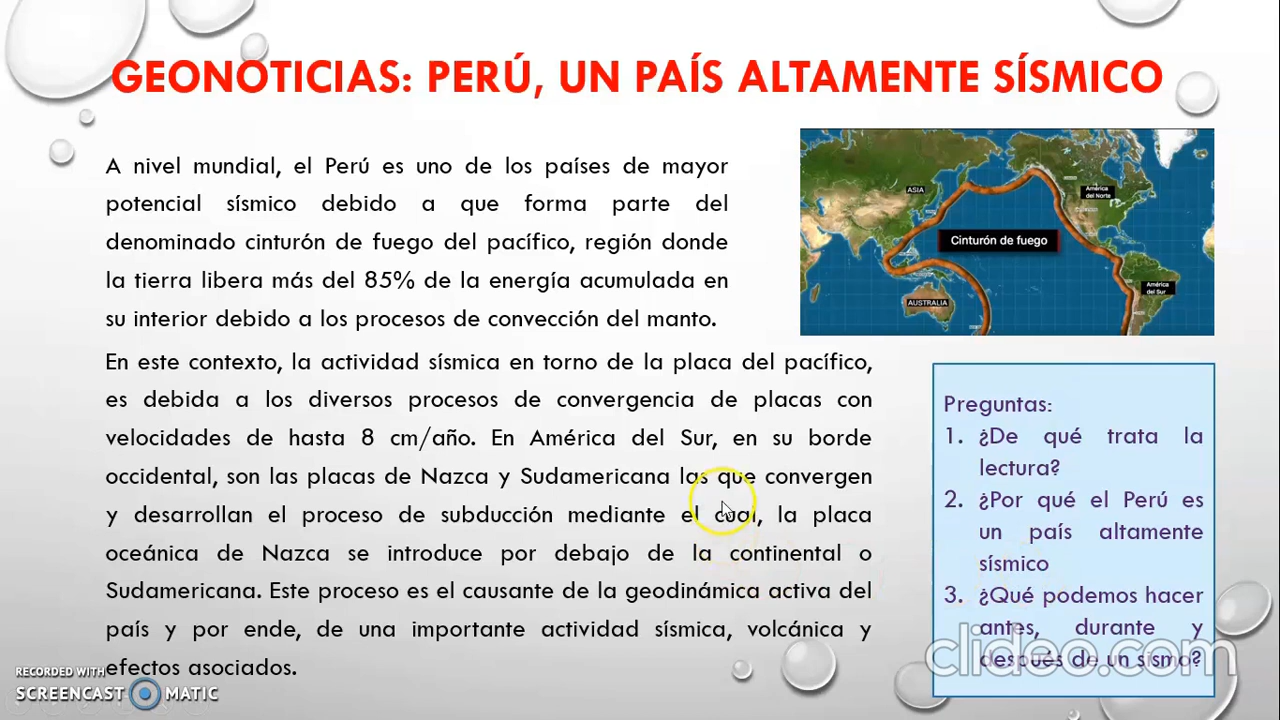 GEONOTICIAS: PERÚ, UN PAÍS ALTAMENTE SÍSMICO
A nivel mundial, el Perú es uno de los países de mayor
potencial sísmico debido a que forma parte del
denominado cinturón de fuego del pacífico, región donde
la tierra libera más del 85% de la energía acumulada en
su interior debido a los procesos de convección del manto.
ASIA
América
del Norte
Cinturón de fuego
AUSTRALIA
América
del Sur
En este contexto, la actividad sísmica en torno de la placa del pacífico,
es debida a los diversos procesos de convergencia de placas con
velocidades de hasta 8 cm/año. En América del Sur, en su borde
occidental, son las placas de Nazca y Sudamericana las que convergen
y desarrollan el proceso de subducción mediante el cual, la placa
oceánica de Nazca se introduce por debajo de la continental o
Sudamericana. Este proceso es el causante de la geodinámica activa del
país y por ende, de una importante actividad sísmica, volcánica y
efectos asociados.
Preguntas:
1. ¿De qué trata la
lectura?
2. ¿Por qué el Perú es
un país altamente
sísmico
3. ¿Qué podemos hacer
antes, durante y
después de un sismo?
clideo.com
RECORDED WITH
SCREENCAST MATIC